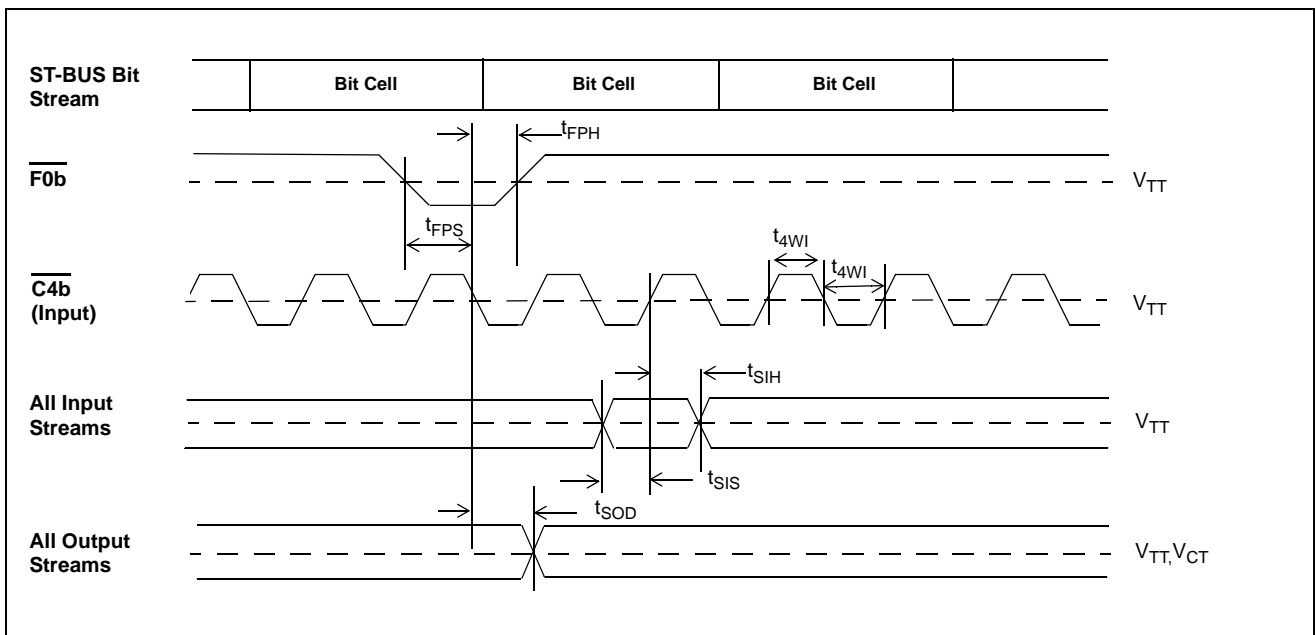 ST-BUS Bit
Stream
Bit Cell
Bit Cell
Bit Cell
tFPH
F0b
VTT
tFPS
t4WI
t4WI
C4b
(Input)
VTT
tSIH
All Input
Streams
VTT
tSIS
tSOD
All Output
Streams
VTT,VCT